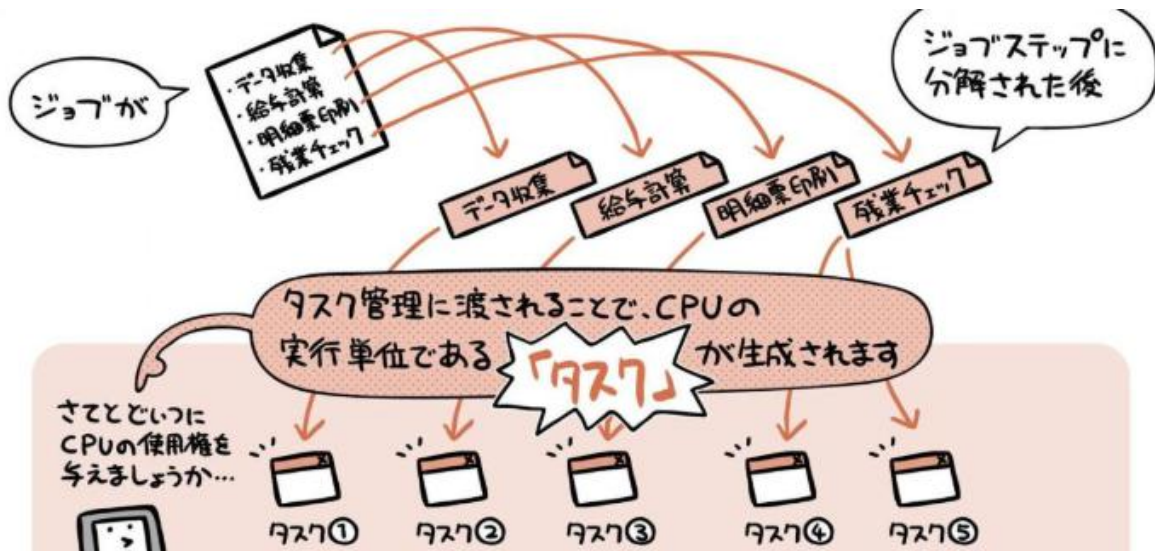 ジョブが
・データ収集
・給与計算
・明細票印刷
・残業チェック
ジョブステップに
分解された後
データ収集
給与計算
明細票印刷
残業チェック
タスク管理に渡されることで、CPUの
実行単位である「タスク」が生成されます
さてとどいつに
CPUの使用権を
与えましょうか…
タスク① タスク② タスク③ タスク④ タスク⑤